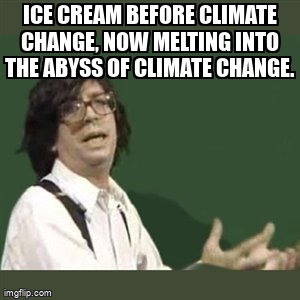 ICE CREAM BEFORE CLIMATE
CHANGE, NOW MELTING INTO
THE ABYSS OF CLIMATE CHANGE.
imgflip.com